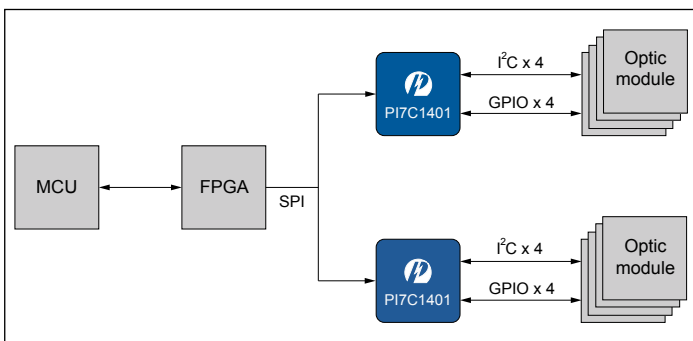 I²C x 4
GPIO x 4
Optic
module
PI7C1401
MCU
FPGA
SPI
I²C x 4
GPIO x 4
Optic
module
PI7C1401